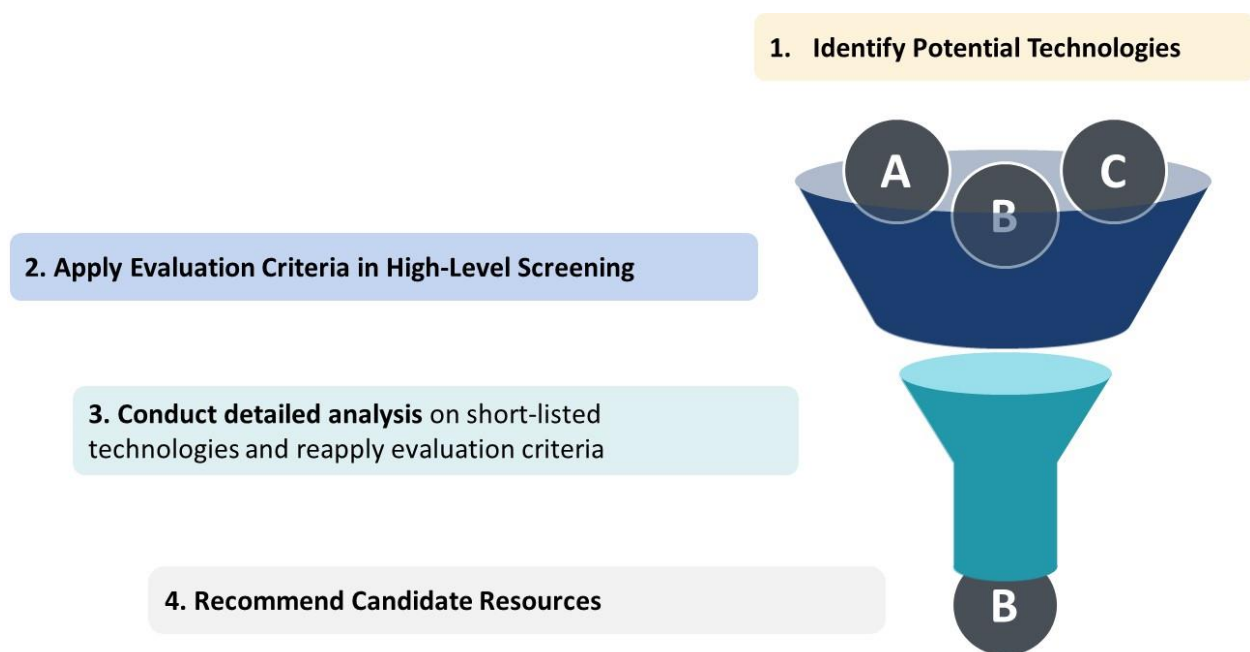 1. Identify Potential Technologies
A
B
C
2. Apply Evaluation Criteria in High-Level Screening
3. Conduct detailed analysis on short-listed
technologies and reapply evaluation criteria
4. Recommend Candidate Resources
B